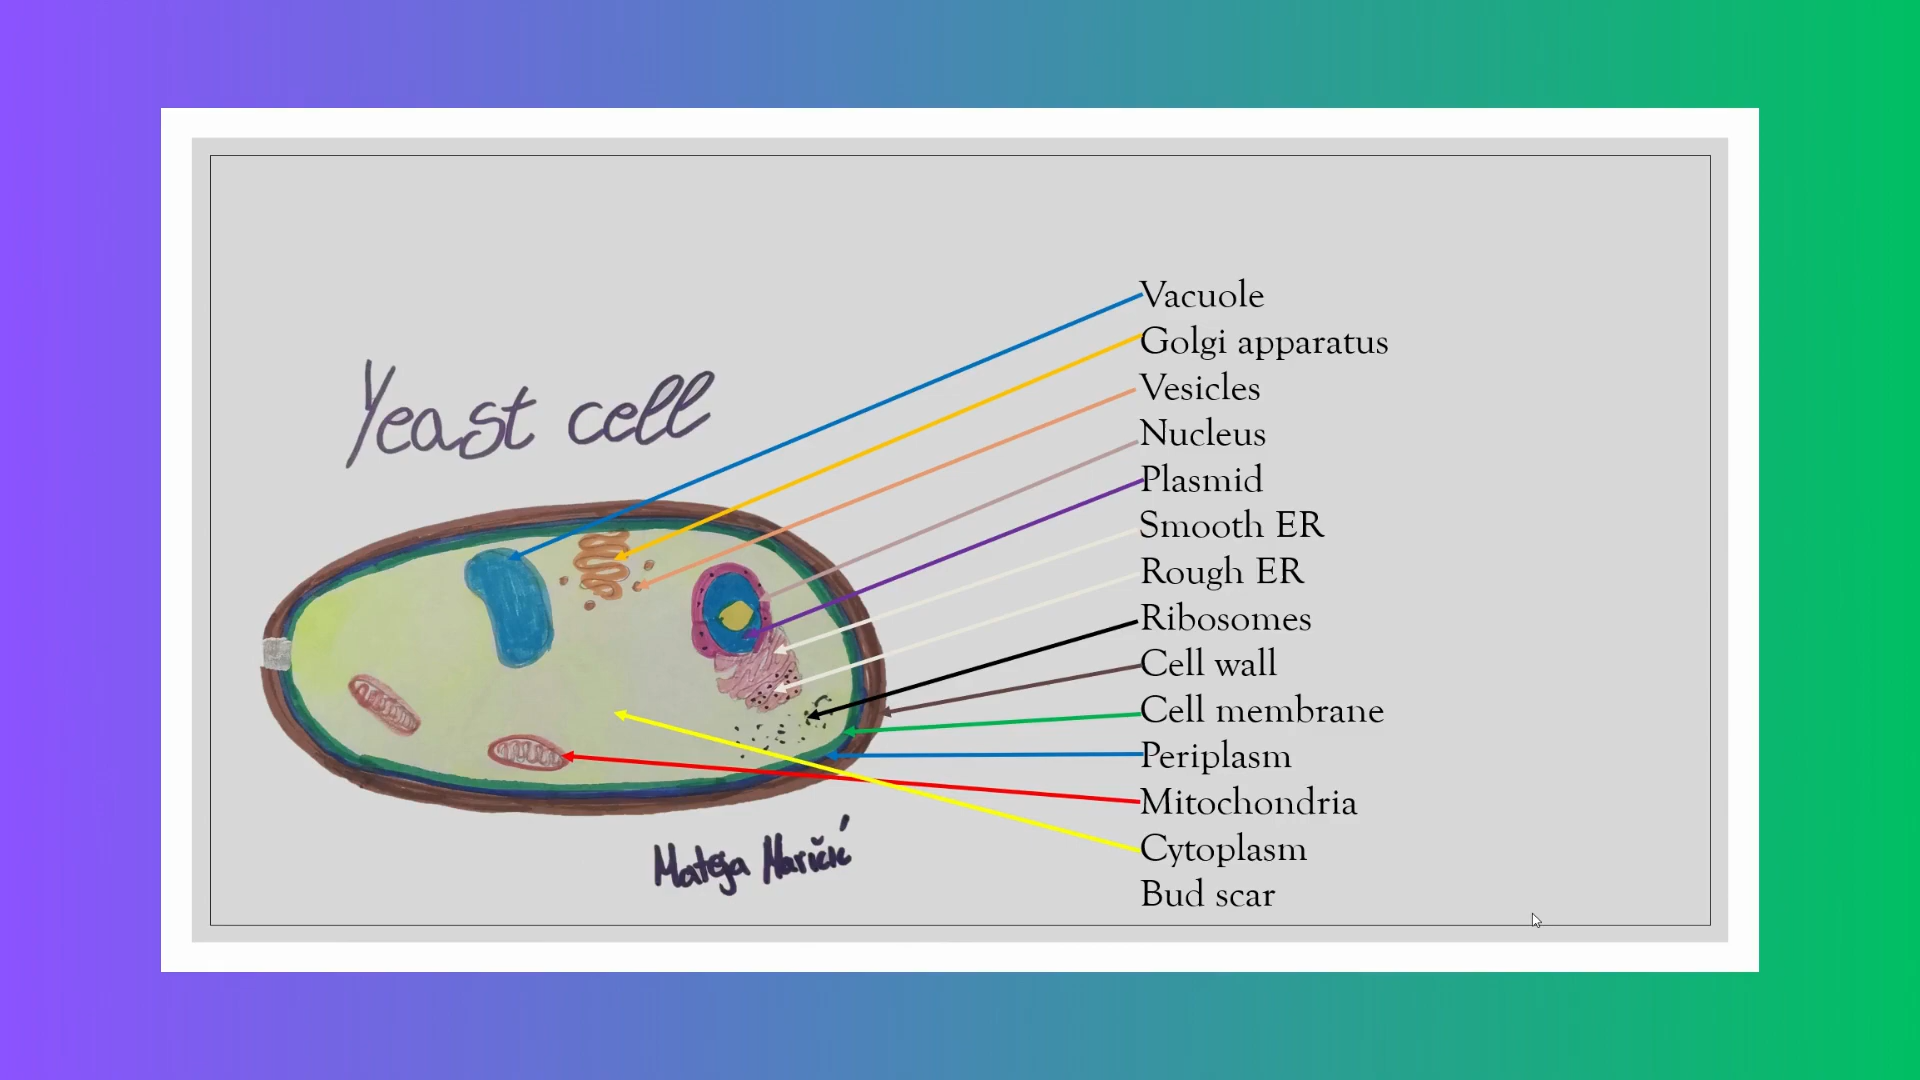 Yeast cell
Vacuole
Golgi apparatus
Vesicles
Nucleus
Plasmid
Smooth ER
Rough ER
Ribosomes
Cell wall
Cell membrane
Periplasm
Mitochondria
Cytoplasm
Bud scar
Mateja